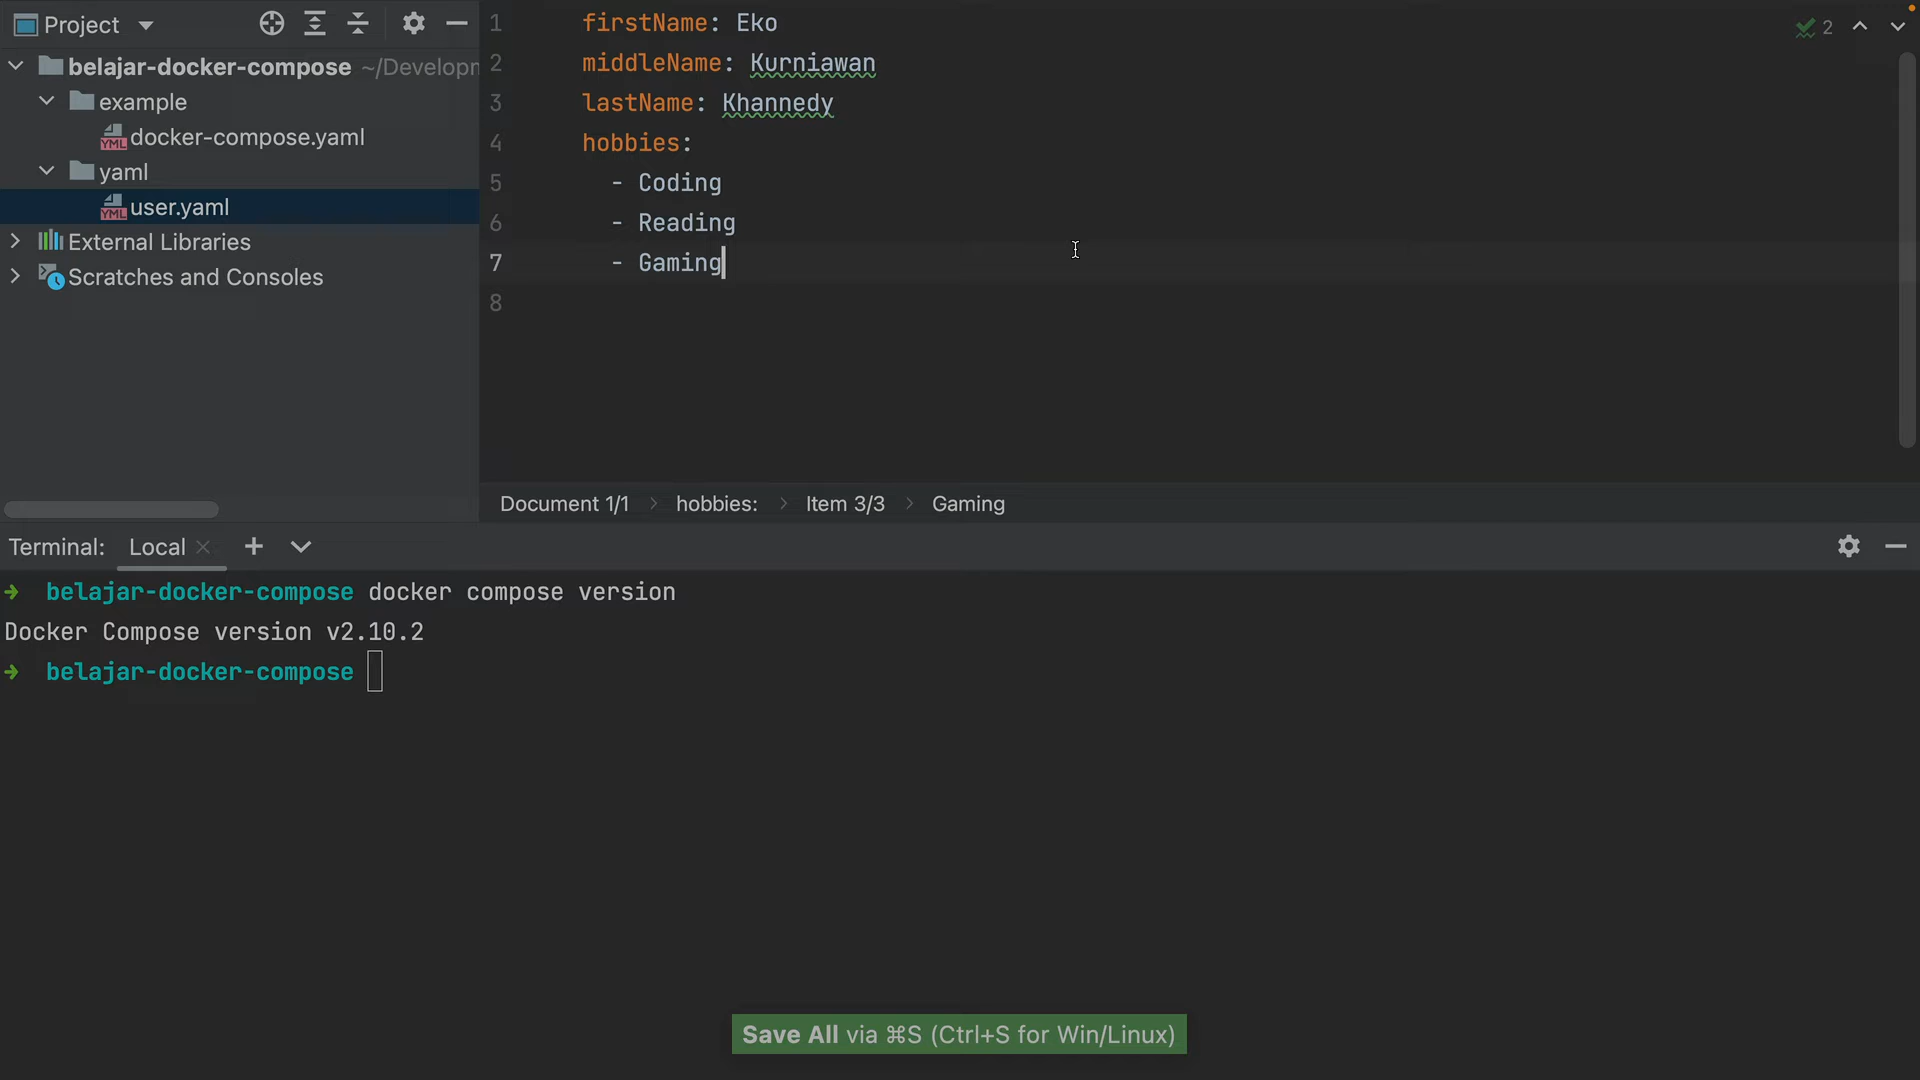 Project
belajar-docker-compose ~/Developm
example
docker-compose.yaml
yaml
user.yaml
External Libraries
Scratches and Consoles
1 firstName: Eko
2 middleName: Kurniawan
3 lastName: Khannedy
4 hobbies:
5 - Coding
6 - Reading
7 - Gaming
8
2
Document 1/1 > hobbies: > Item 3/3 > Gaming
Terminal: Local
→ belajar-docker-compose docker compose version
Docker Compose version v2.10.2
→ belajar-docker-compose
Save All via ⌘S (Ctrl+S for Win/Linux)